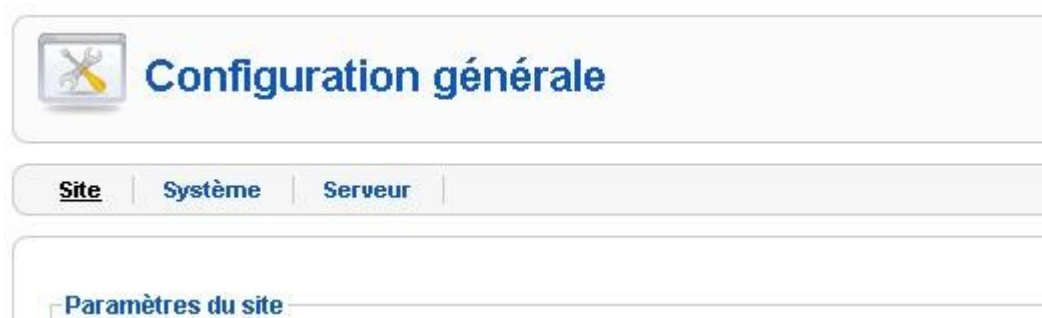 Configuration générale
Site Système Serveur
Paramètres du site